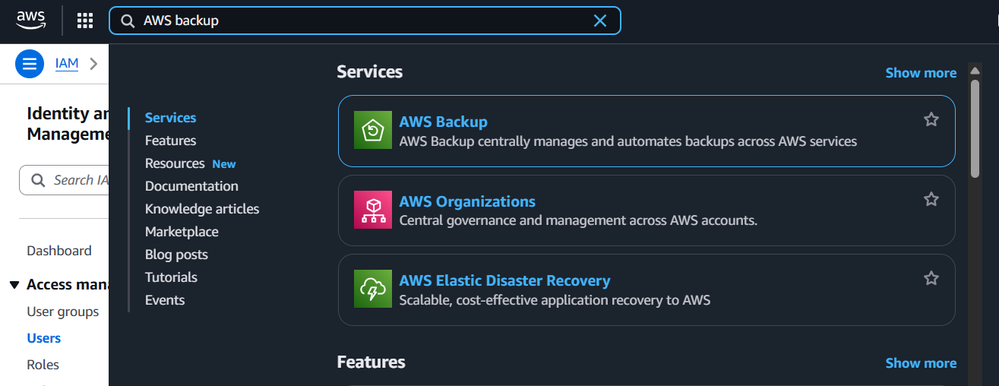 aws
AWS backup
IAM
Identity an
Manageme
Search IA
Dashboard
Access mana
User groups
Users
Roles
Services
Features
Resources New
Documentation
Knowledge articles
Marketplace
Blog posts
Tutorials
Events
Services
Show more
AWS Backup
AWS Backup centrally manages and automates backups across AWS services
AWS Organizations
Central governance and management across AWS accounts.
AWS Elastic Disaster Recovery
Scalable, cost-effective application recovery to AWS
Features
Show more